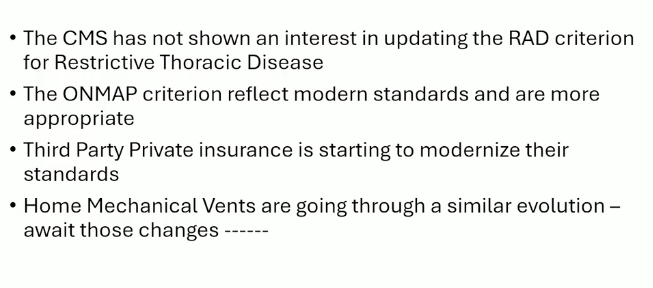 • The CMS has not shown an interest in updating the RAD criterion
for Restrictive Thoracic Disease
• The ONMAP criterion reflect modern standards and are more
appropriate
• Third Party Private insurance is starting to modernize their
standards
• Home Mechanical Vents are going through a similar evolution –
await those changes ------